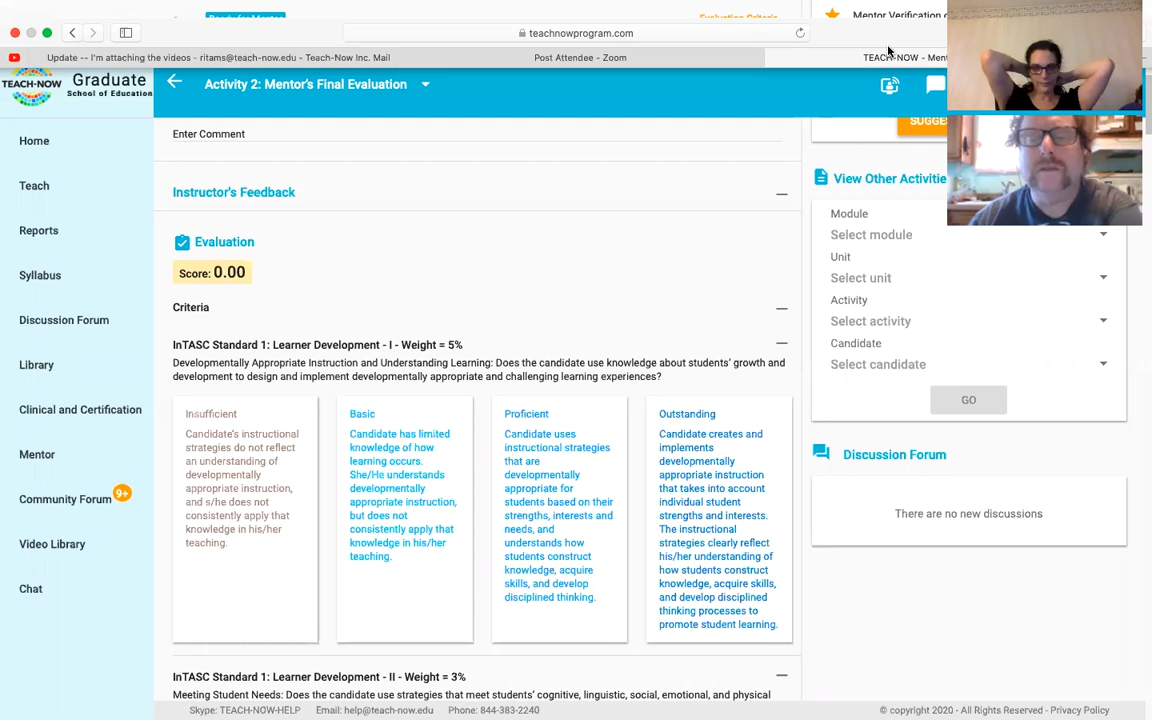 Ready for Mentor
Evaluation Criteria
Mentor Verification
teachnowprogram.com
Update -- I'm attaching the videos - ritams@teach-now.edu - Teach-Now Inc. Mail
Post Attendee - Zoom
TEACH-NOW - Ment
TEACH-NOW Graduate
School of Education
Activity 2: Mentor's Final Evaluation
Home
Teach
Reports
Syllabus
Discussion Forum
Library
Clinical and Certification
Mentor
Community Forum 9+
Video Library
Chat
Enter Comment
Instructor's Feedback
Evaluation
Score: 0.00
Criteria
InTASC Standard 1: Learner Development - I - Weight = 5%
Developmentally Appropriate Instruction and Understanding Learning: Does the candidate use knowledge about students' growth and
development to design and implement developmentally appropriate and challenging learning experiences?
Insufficient
Candidate's instructional
strategies do not reflect
an understanding of
developmentally
appropriate instruction,
and s/he does not
consistently apply that
knowledge in his/her
teaching.
Basic
Candidate has limited
knowledge of how
learning occurs.
She/He understands
developmentally
appropriate instruction,
but does not
consistently apply that
knowledge in his/her
teaching.
Proficient
Candidate uses
instructional strategies
that are
developmentally
appropriate for
students based on their
strengths, interests and
needs, and
understands how
students construct
knowledge, acquire
skills, and develop
disciplined thinking.
Outstanding
Candidate creates and
implements
developmentally
appropriate instruction
that takes into account
individual student
strengths and interests.
The instructional
strategies clearly reflect
his/her understanding of
how students construct
knowledge, acquire skills,
and develop disciplined
thinking processes to
promote student learning.
InTASC Standard 1: Learner Development - II - Weight = 3%
Meeting Student Needs: Does the candidate use strategies that meet students' cognitive, linguistic, social, emotional, and physical
SUGGE
View Other Activitie
Module
Select module
Unit
Select unit
Activity
Select activity
Candidate
Select candidate
GO
Discussion Forum
There are no new discussions
Skype: TEACH-NOW-HELP Email: help@teach-now.edu Phone: 844-383-2240
© copyright 2020 - All Rights Reserved - Privacy Policy